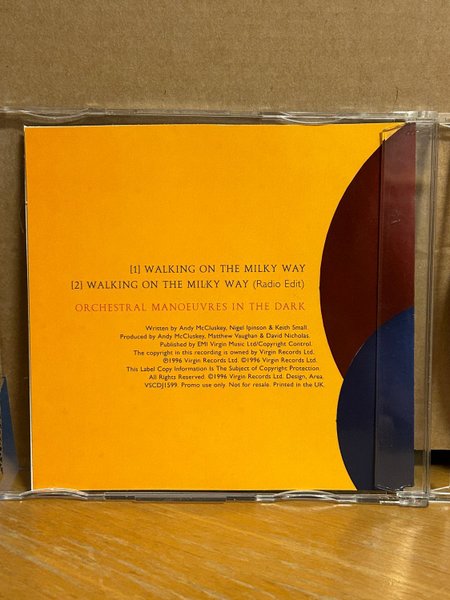 [1] WALKING ON THE MILKY WAY
[2] WALKING ON THE MILKY WAY (Radio Edit)
ORCHESTRAL MANOEUVRES IN THE DARK
Written by Andy McCluskey, Nigel Ipinson & Keith Small.
Produced by Andy McCluskey, Matthew Vaughan & David Nicholas.
Published by EMI Virgin Music Ltd/Copyright Control.
The copyright in this recording is owned by Virgin Records Ltd.
℗1996 Virgin Records Ltd. ©1996 Virgin Records Ltd.
This Label Copy Information Is The Subject of Copyright Protection.
All Rights Reserved. ©1996 Virgin Records Ltd. Design, Area.
VSCDJ1599. Promo use only. Not for resale. Printed in the UK.